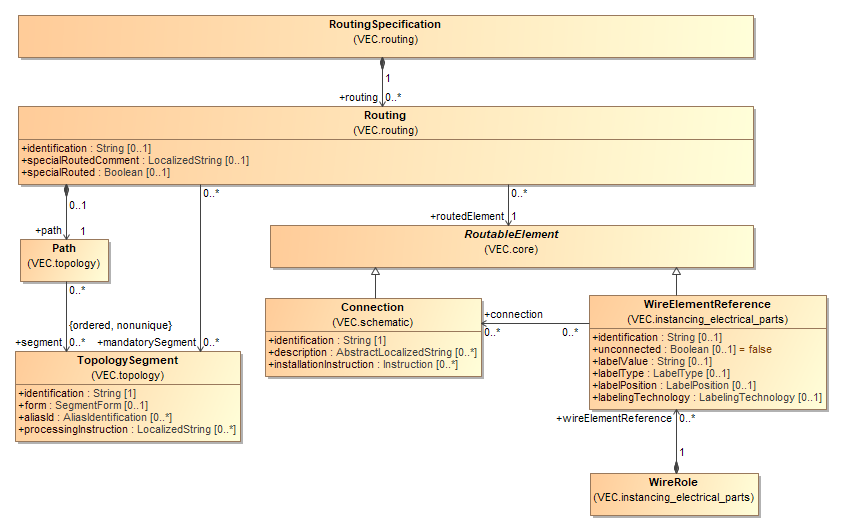 RoutingSpecification
(VEC.routing)
1
+routing 0..*
Routing
(VEC.routing)
+identification : String [0..1]
+specialRoutedComment : LocalizedString [0..1]
+specialRouted : Boolean [0..1]
0..1
0..*
0..*
+path 1
+routedElement 1
Path
(VEC.topology)
RoutableElement
(VEC.core)
0..*
{ordered, nonunique}
+segment 0..*
+mandatorySegment 0..*
TopologySegment
(VEC.topology)
+identification : String [1]
+form : SegmentForm [0..1]
+aliasId : AliasIdentification [0..*]
+processingInstruction : LocalizedString [0..*]
Connection
(VEC.schematic)
+identification : String [1]
+description : AbstractLocalizedString [0..*]
+installationInstruction : Instruction [0..*]
+connection
0..* 0..*
WireElementReference
(VEC.instancing_electrical_parts)
+identification : String [0..1]
+unconnected : Boolean [0..1] = false
+labelValue : String [0..1]
+labelType : LabelType [0..1]
+labelPosition : LabelPosition [0..1]
+labelingTechnology : LabelingTechnology [0..1]
+wireElementReference 0..*
1
WireRole
(VEC.instancing_electrical_parts)